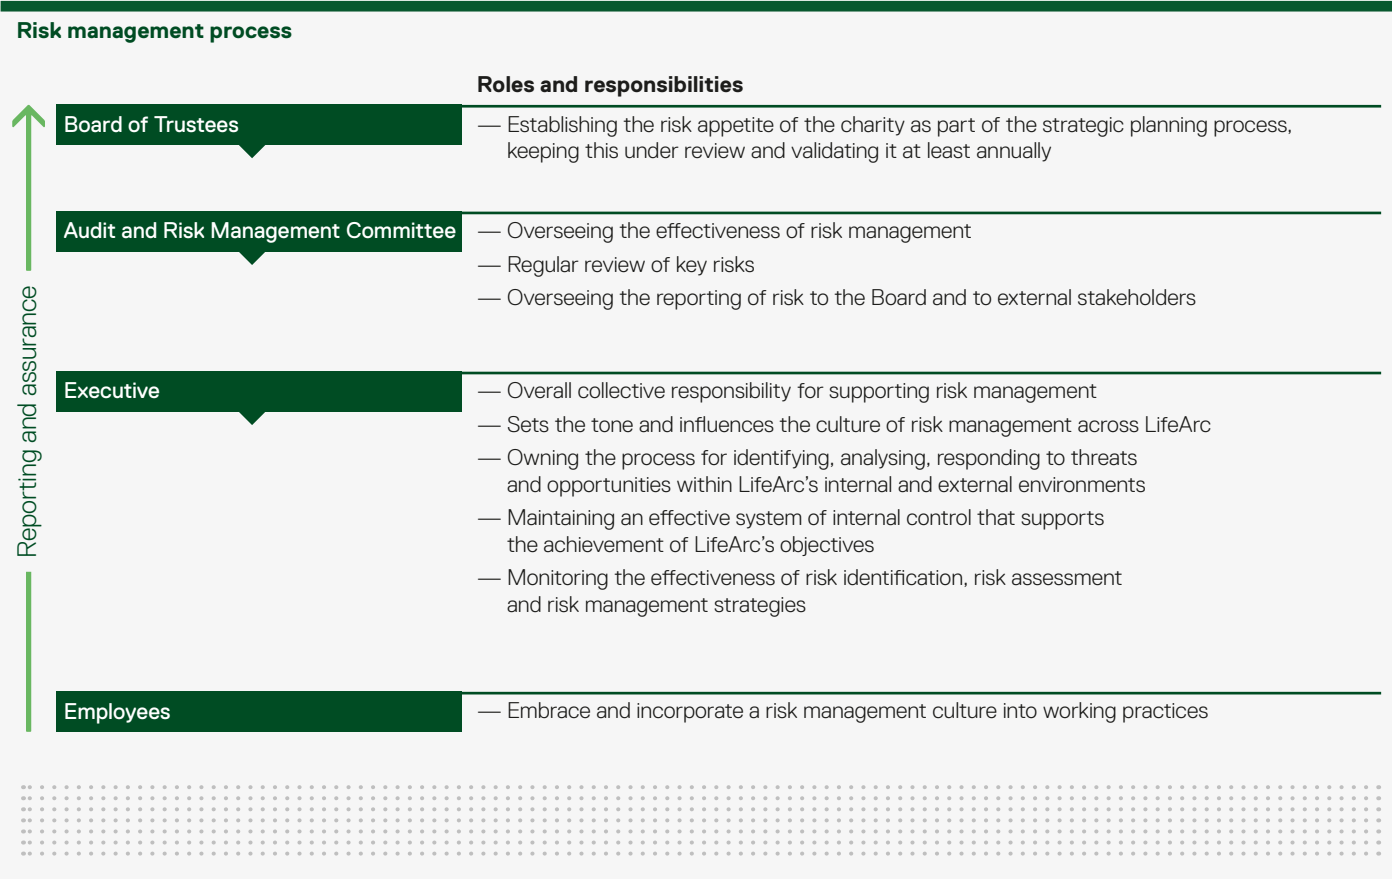 Risk management process
Roles and responsibilities
Reporting and assurance
Board of Trustees
— Establishing the risk appetite of the charity as part of the strategic planning process,
keeping this under review and validating it at least annually
Audit and Risk Management Committee
— Overseeing the effectiveness of risk management
— Regular review of key risks
— Overseeing the reporting of risk to the Board and to external stakeholders
Executive
— Overall collective responsibility for supporting risk management
— Sets the tone and influences the culture of risk management across LifeArc
— Owning the process for identifying, analysing, responding to threats
and opportunities within LifeArc’s internal and external environments
— Maintaining an effective system of internal control that supports
the achievement of LifeArc’s objectives
— Monitoring the effectiveness of risk identification, risk assessment
and risk management strategies
Employees
— Embrace and incorporate a risk management culture into working practices